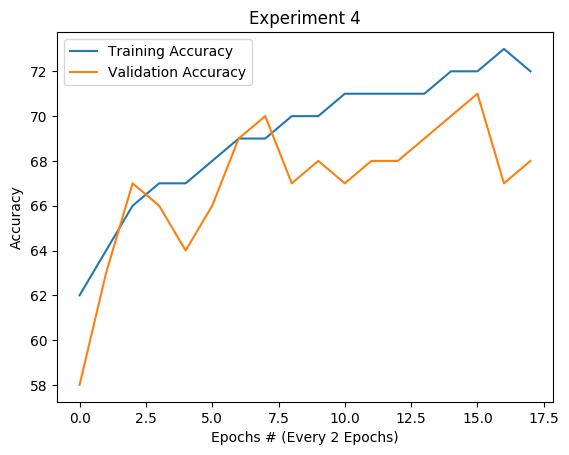 Experiment 4
Training Accuracy
Validation Accuracy
72
70
68
66
64
62
60
58
Accuracy
0.0 2.5 5.0 7.5 10.0 12.5 15.0 17.5
Epochs # (Every 2 Epochs)